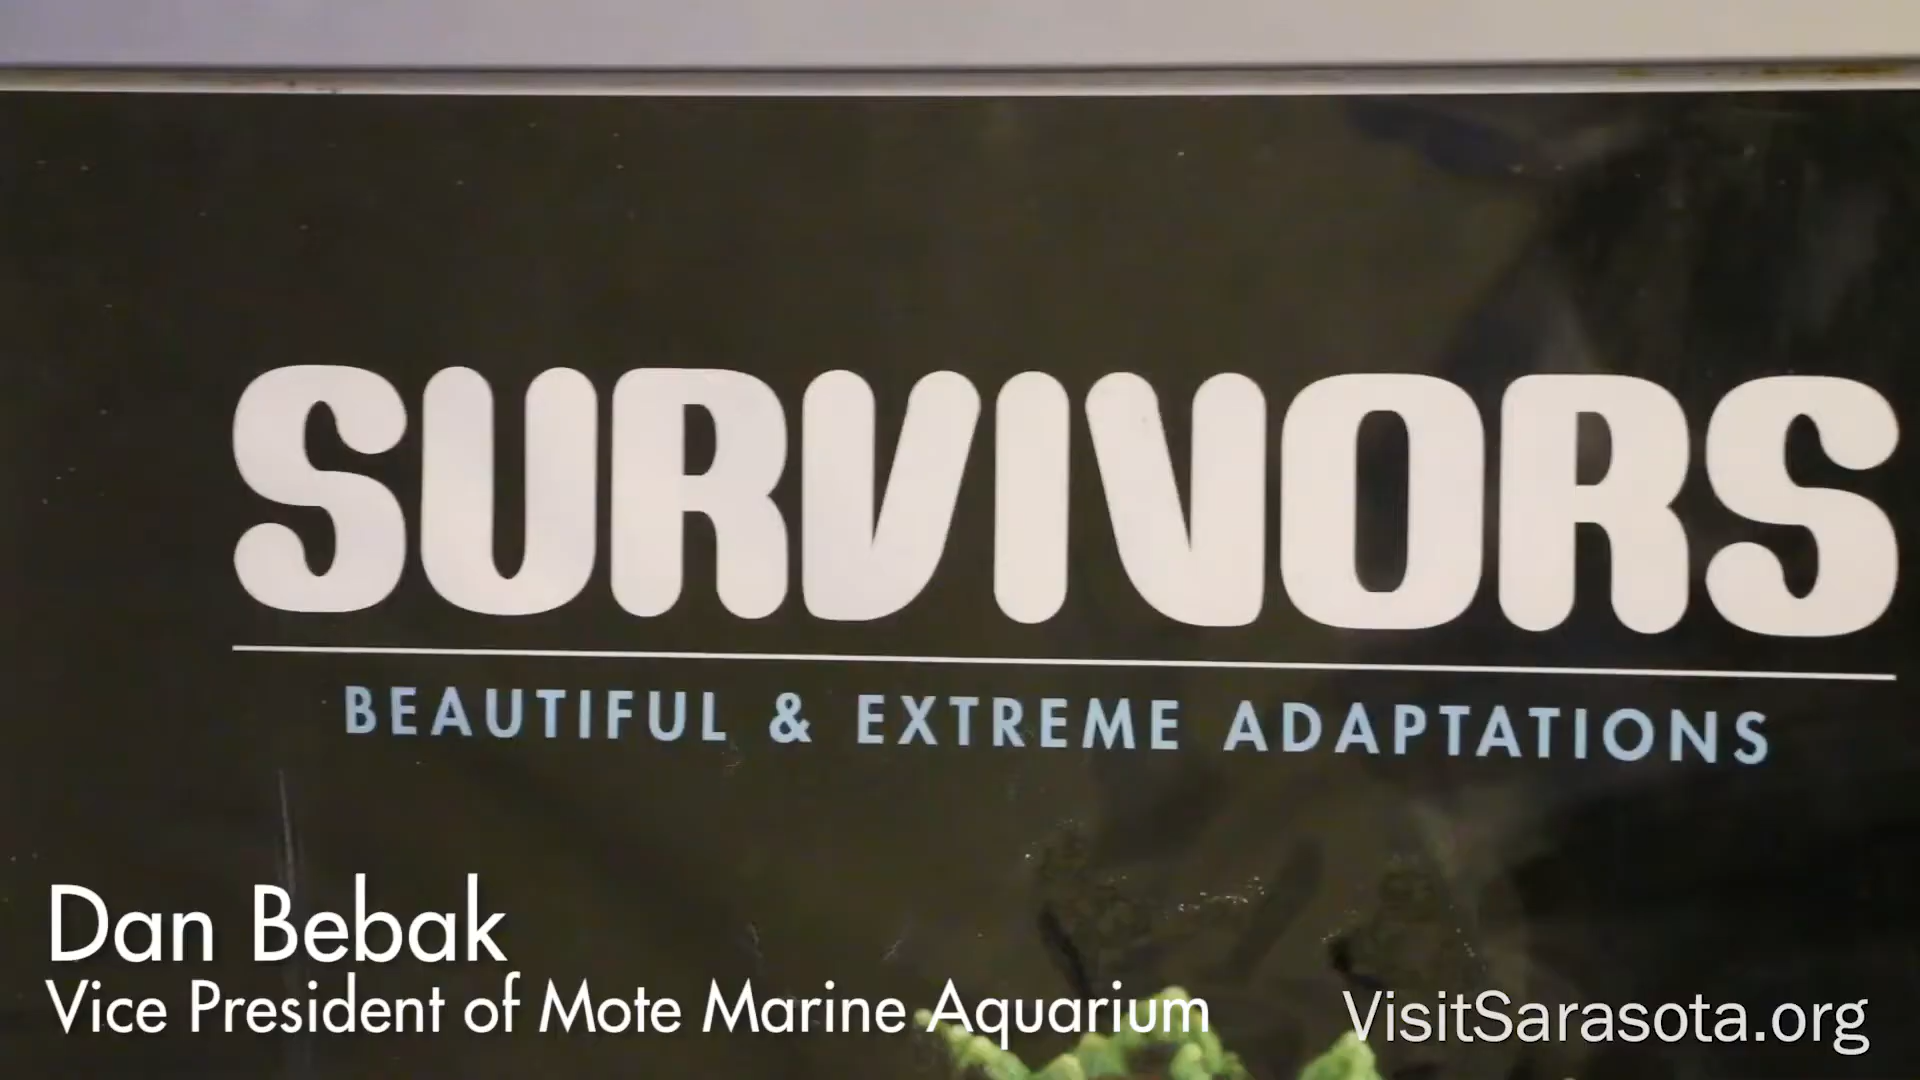 SURVIVORS
BEAUTIFUL & EXTREME ADAPTATIONS
Dan Bebak
Vice President of Mote Marine Aquarium
VisitSarasota.org